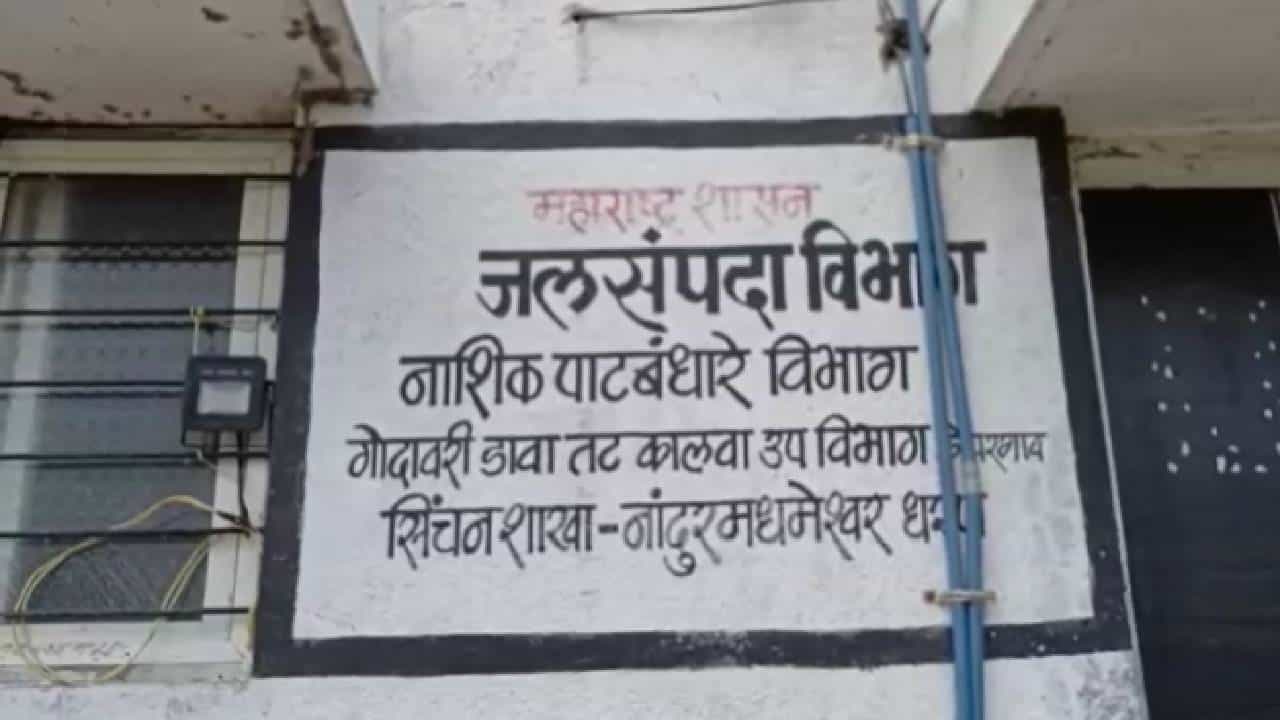 महाराष्ट्र शासन
जलसंपदा विभाग
नाशिक पाटबंधारे विभाग
गोदावरी डावा तट कालवा उप विभाग
सिंचन शाखा - नांदुरमधमेश्वर